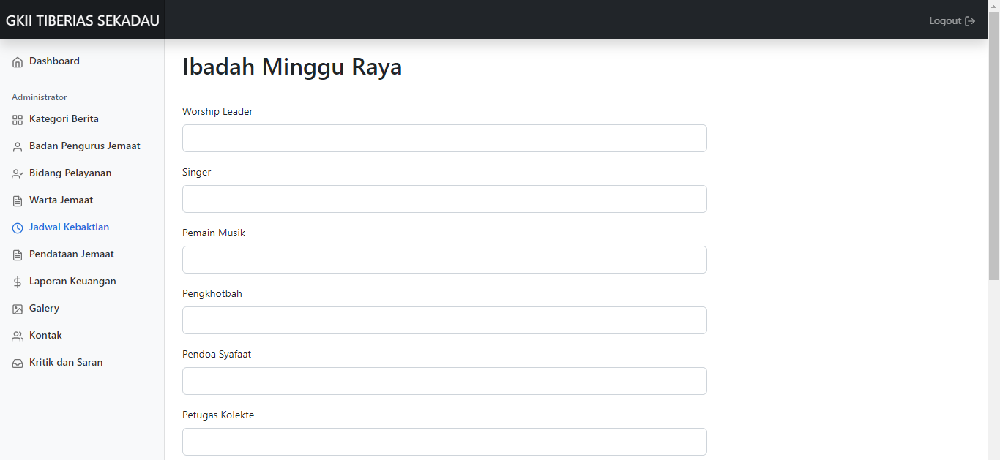 GKII TIBERIAS SEKADAU
Logout
Dashboard
Administrator
Kategori Berita
Badan Pengurus Jemaat
Bidang Pelayanan
Warta Jemaat
Jadwal Kebaktian
Pendataan Jemaat
Laporan Keuangan
Galery
Kontak
Kritik dan Saran
Ibadah Minggu Raya
Worship Leader
Singer
Pemain Musik
Pengkhotbah
Pendoa Syafaat
Petugas Kolekte